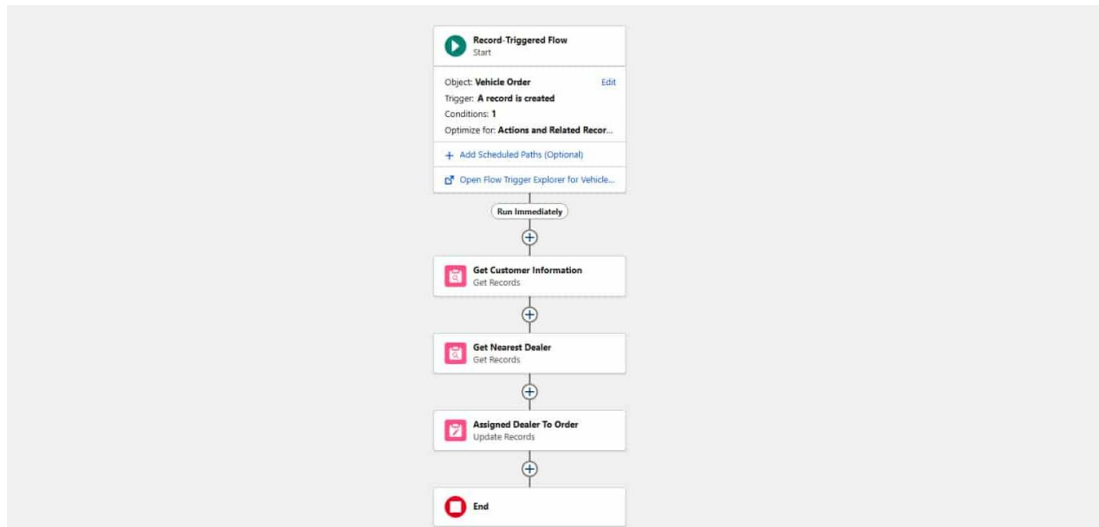 Record-Triggered Flow
Start
Object: Vehicle Order Edit
Trigger: A record is created
Conditions: 1
Optimize for: Actions and Related Recor...
+ Add Scheduled Paths (Optional)
Open Flow Trigger Explorer for Vehicle...
Run Immediately
Get Customer Information
Get Records
Get Nearest Dealer
Get Records
Assigned Dealer To Order
Update Records
End